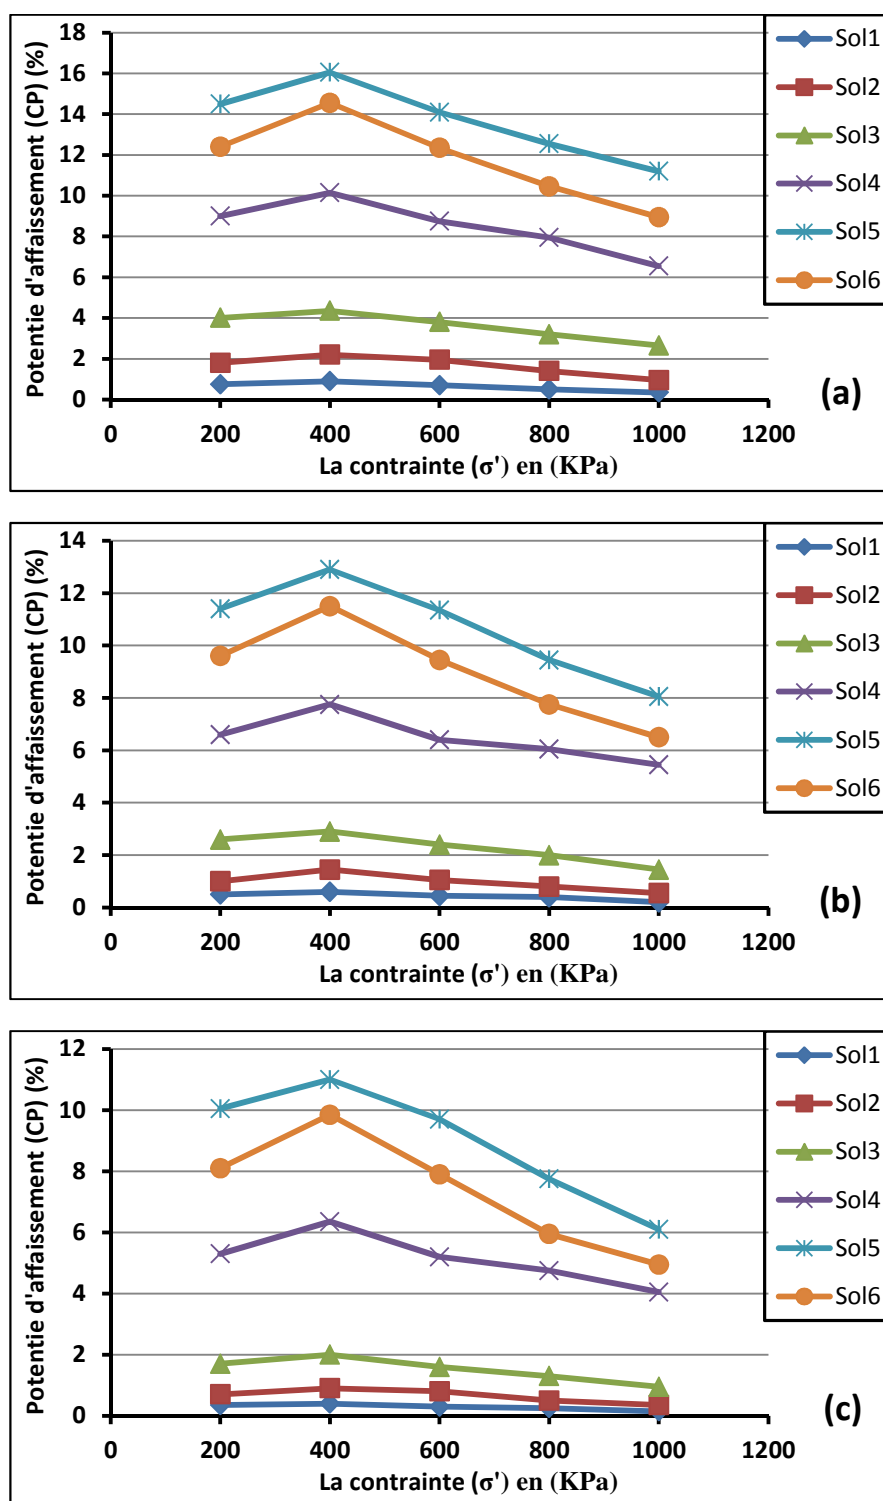 Potentie d'affaissement (CP) (%)
18
16
14
12
10
8
6
4
2
0
0 200 400 600 800 1000 1200
La contrainte (σ') en (KPa)
Sol1
Sol2
Sol3
Sol4
Sol5
Sol6
(a)
Potentie d'affaissement (CP) (%)
14
12
10
8
6
4
2
0
0 200 400 600 800 1000 1200
La contrainte (σ') en (KPa)
Sol1
Sol2
Sol3
Sol4
Sol5
Sol6
(b)
Potentie d'affaissement (CP) (%)
12
10
8
6
4
2
0
0 200 400 600 800 1000 1200
La contrainte (σ') en (KPa)
Sol1
Sol2
Sol3
Sol4
Sol5
Sol6
(c)